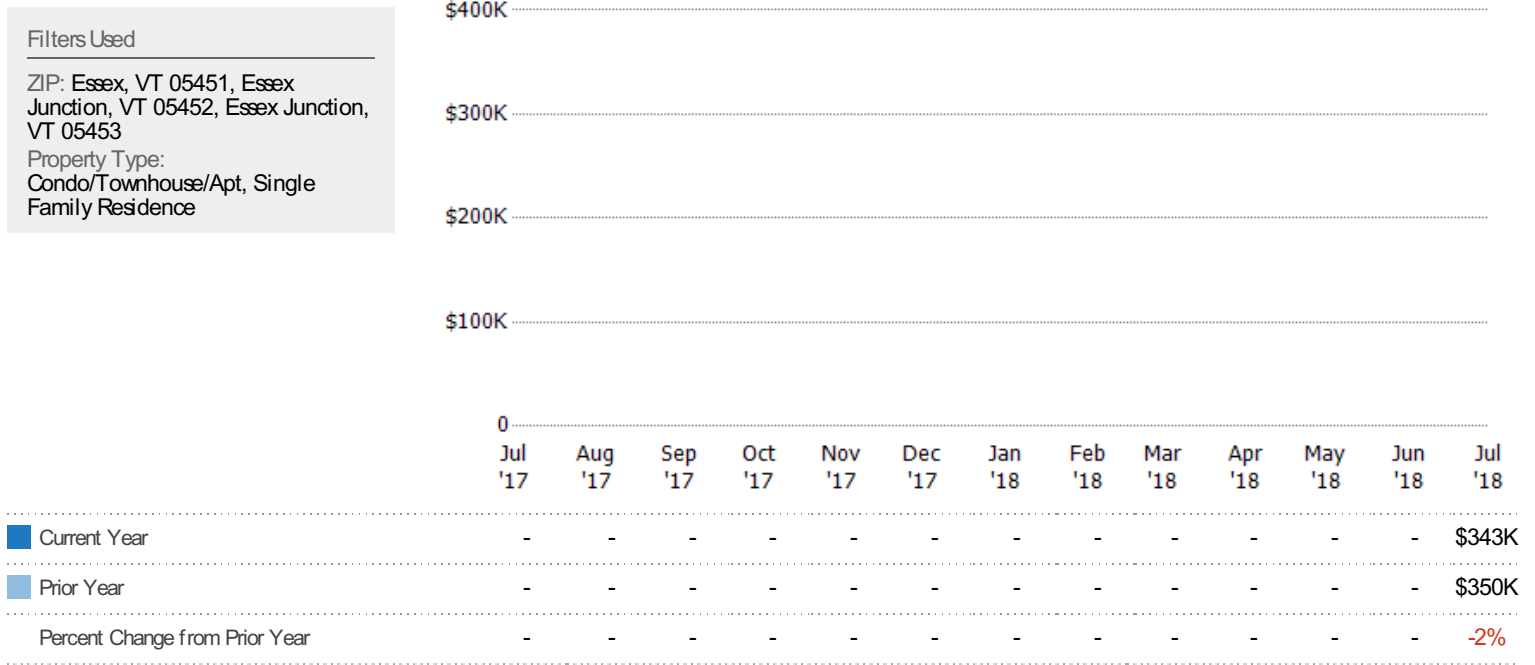 Filters Used
ZIP: Essex, VT 05451, Essex
Junction, VT 05452, Essex Junction,
VT 05453
Property Type:
Condo/Townhouse/Apt, Single
Family Residence
$400K
$300K
$200K
$100K
0
Jul Aug Sep Oct Nov Dec Jan Feb Mar Apr May Jun Jul
'17 '17 '17 '17 '17 '17 '18 '18 '18 '18 '18 '18 '18
Current Year - - - - - - - - - - - - $343K
Prior Year - - - - - - - - - - - - $350K
Percent Change from Prior Year - - - - - - - - - - - - -2%